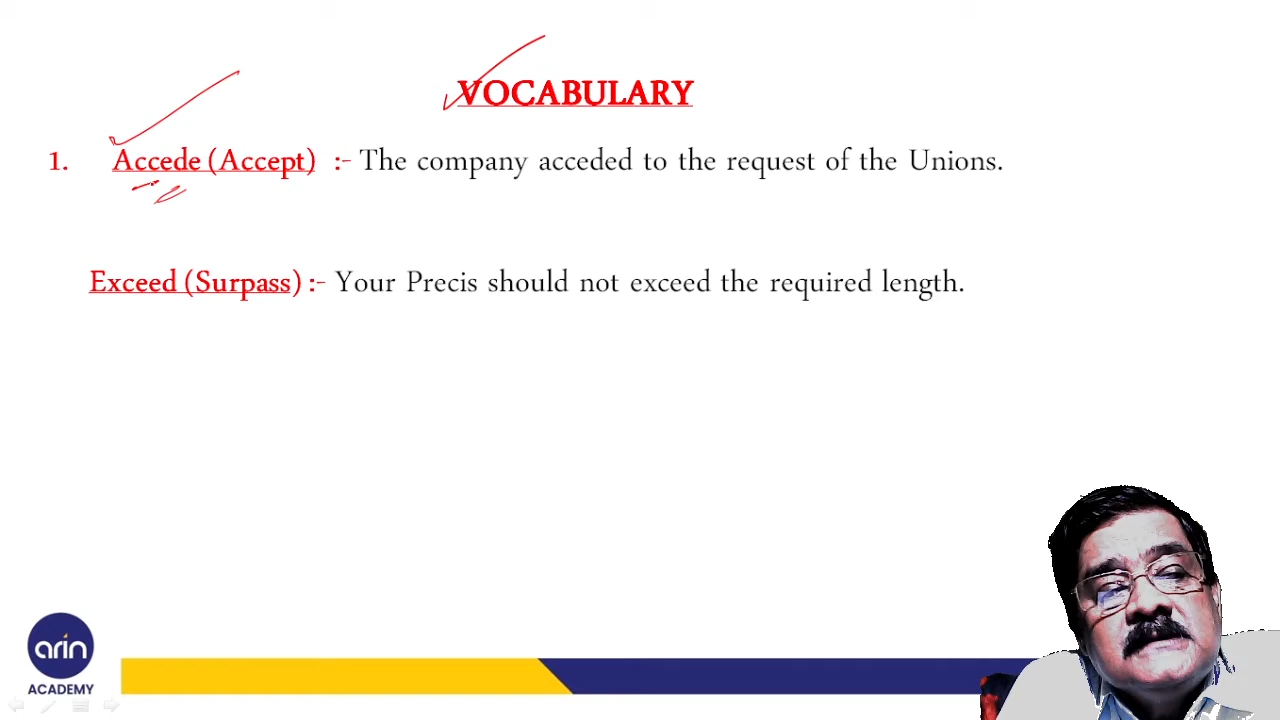 VOCABULARY
1. Accede (Accept) :- The company acceded to the request of the Unions.
Exceed (Surpass) :- Your Precis should not exceed the required length.
arin
ACADEMY